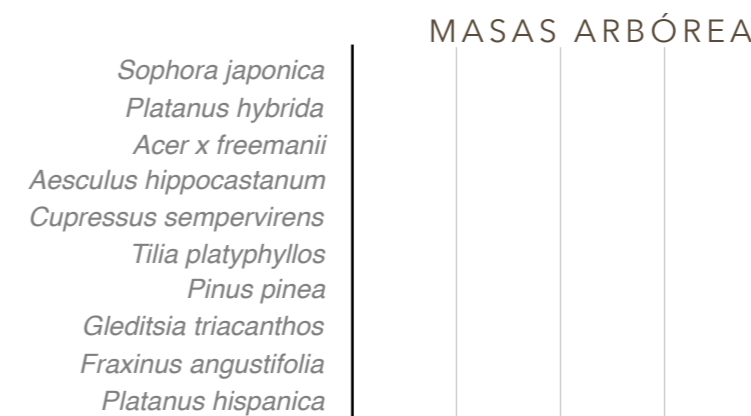 MASAS ARBÓREA
Sophora japonica
Platanus hybrida
Acer x freemanii
Aesculus hippocastanum
Cupressus sempervirens
Tilia platyphyllos
Pinus pinea
Gleditsia triacanthos
Fraxinus angustifolia
Platanus hispanica